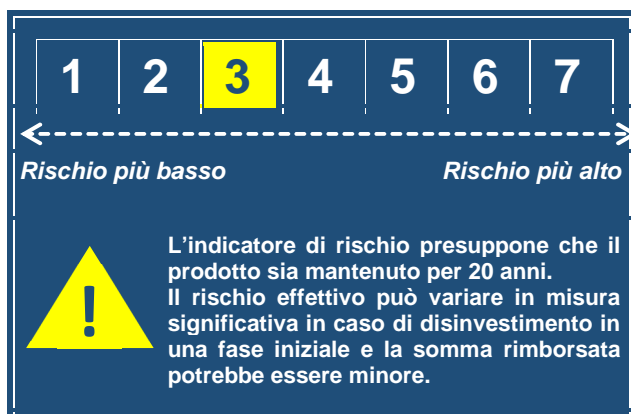 1 2 3 4 5 6 7
Rischio più basso Rischio più alto
L'indicatore di rischio presuppone che il
prodotto sia mantenuto per 20 anni.
Il rischio effettivo può variare in misura
significativa in caso di disinvestimento in
una fase iniziale e la somma rimborsata
potrebbe essere minore.
!